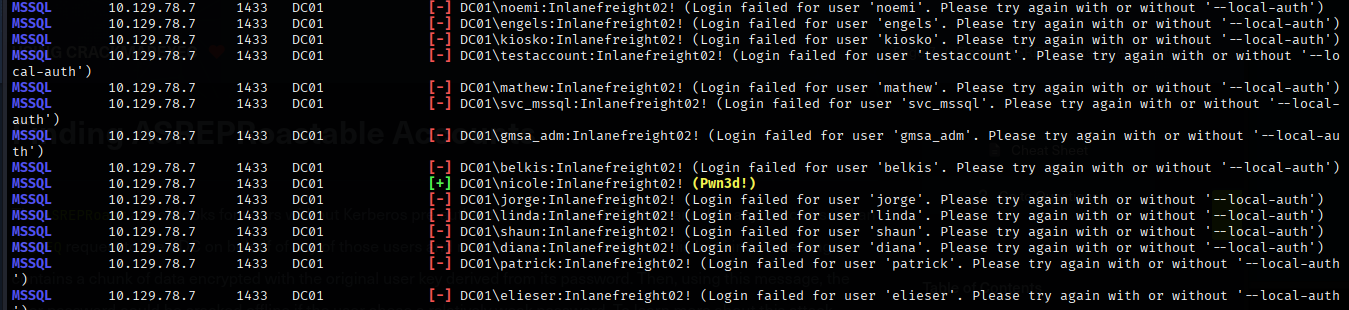 MSSQL 10.129.78.7 1433 DC01 [-] DC01\noemi:Inlanefreight02! (Login failed for user 'noemi'. Please try again with or without '--local-auth')
MSSQL 10.129.78.7 1433 DC01 [-] DC01\engels:Inlanefreight02! (Login failed for user 'engels'. Please try again with or without '--local-auth')
MSSQL 10.129.78.7 1433 DC01 [-] DC01\kiosko:Inlanefreight02! (Login failed for user 'kiosko'. Please try again with or without '--local-auth')
MSSQL 10.129.78.7 1433 DC01 [-] DC01\testaccount:Inlanefreight02! (Login failed for user 'testaccount'. Please try again with or without '--lo
cal-auth')
MSSQL 10.129.78.7 1433 DC01 [-] DC01\mathew:Inlanefreight02! (Login failed for user 'mathew'. Please try again with or without '--local-auth')
MSSQL 10.129.78.7 1433 DC01 [-] DC01\svc_mssql:Inlanefreight02! (Login failed for user 'svc_mssql'. Please try again with or without '--local-
auth')
MSSQL 10.129.78.7 1433 DC01 [-] DC01\gmsa_adm:Inlanefreight02! (Login failed for user 'gmsa_adm'. Please try again with or without '--local-au
th')
MSSQL 10.129.78.7 1433 DC01 [-] DC01\belkis:Inlanefreight02! (Login failed for user 'belkis'. Please try again with or without '--local-auth')
MSSQL 10.129.78.7 1433 DC01 [+] DC01\nicole:Inlanefreight02! (Pwn3d!)
MSSQL 10.129.78.7 1433 DC01 [-] DC01\jorge:Inlanefreight02! (Login failed for user 'jorge'. Please try again with or without '--local-auth')
MSSQL 10.129.78.7 1433 DC01 [-] DC01\linda:Inlanefreight02! (Login failed for user 'linda'. Please try again with or without '--local-auth')
MSSQL 10.129.78.7 1433 DC01 [-] DC01\shaun:Inlanefreight02! (Login failed for user 'shaun'. Please try again with or without '--local-auth')
MSSQL 10.129.78.7 1433 DC01 [-] DC01\diana:Inlanefreight02! (Login failed for user 'diana'. Please try again with or without '--local-auth')
MSSQL 10.129.78.7 1433 DC01 [-] DC01\patrick:Inlanefreight02! (Login failed for user 'patrick'. Please try again with or without '--local-auth
')
MSSQL 10.129.78.7 1433 DC01 [-] DC01\elieser:Inlanefreight02! (Login failed for user 'elieser'. Please try again with or without '--local-auth
')